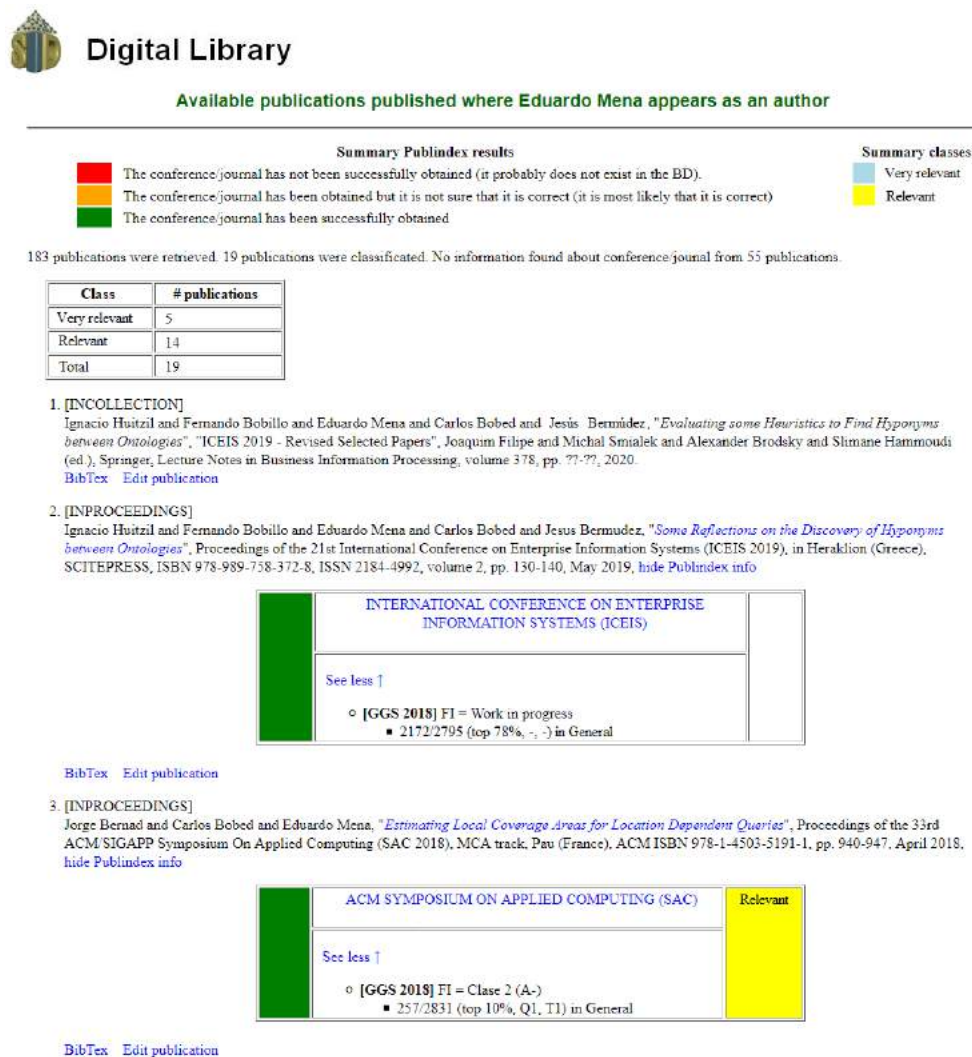 SID
Digital Library
Available publications published where Eduardo Mena appears as an author
Summary Publindex results
The conference/journal has not been successfully obtained (it probably does not exist in the BD).
The conference/journal has been obtained but it is not sure that it is correct (it is most likely that it is correct)
The conference/journal has been successfully obtained
Summary classes
Very relevant
Relevant
183 publications were retrieved. 19 publications were classificated. No information found about conference/jounal from 55 publications.
Class # publications
Very relevant 5
Relevant 14
Total 19
1. [INCOLLECTION]
Ignacio Huitzil and Fernando Bobillo and Eduardo Mena and Carlos Bobed and Jesús Bermúdez, "Evaluating some Heuristics to Find Hyponyms
between Ontologies", "ICEIS 2019 - Revised Selected Papers", Joaquim Filipe and Michal Smialek and Alexander Brodsky and Slimane Hammoudi
(ed.), Springer, Lecture Notes in Business Information Processing, volume 378, pp. ??-??, 2020.
BibTex Edit publication
2. [INPROCEEDINGS]
Ignacio Huitzil and Fernando Bobillo and Eduardo Mena and Carlos Bobed and Jesus Bermudez, "Some Reflections on the Discovery of Hyponyms
between Ontologies", Proceedings of the 21st International Conference on Enterprise Information Systems (ICEIS 2019), in Heraklion (Greece),
SCITEPRESS, ISBN 978-989-758-372-8, ISSN 2184-4992, volume 2, pp. 130-140, May 2019, hide Publindex info
INTERNATIONAL CONFERENCE ON ENTERPRISE
INFORMATION SYSTEMS (ICEIS)
See less ↑
[GGS 2018] FI = Work in progress
2172/2795 (top 78%, -, -) in General
BibTex Edit publication
3. [INPROCEEDINGS]
Jorge Bernad and Carlos Bobed and Eduardo Mena, "Estimating Local Coverage Areas for Location Dependent Queries", Proceedings of the 33rd
ACM/SIGAPP Symposium On Applied Computing (SAC 2018), MCA track, Pau (France), ACM ISBN 978-1-4503-5191-1, pp. 940-947, April 2018,
hide Publindex info
ACM SYMPOSIUM ON APPLIED COMPUTING (SAC)
Relevant
See less ↑
[GGS 2018] FI = Clase 2 (A-)
257/2831 (top 10%, Q1, T1) in General
BibTex Edit publication